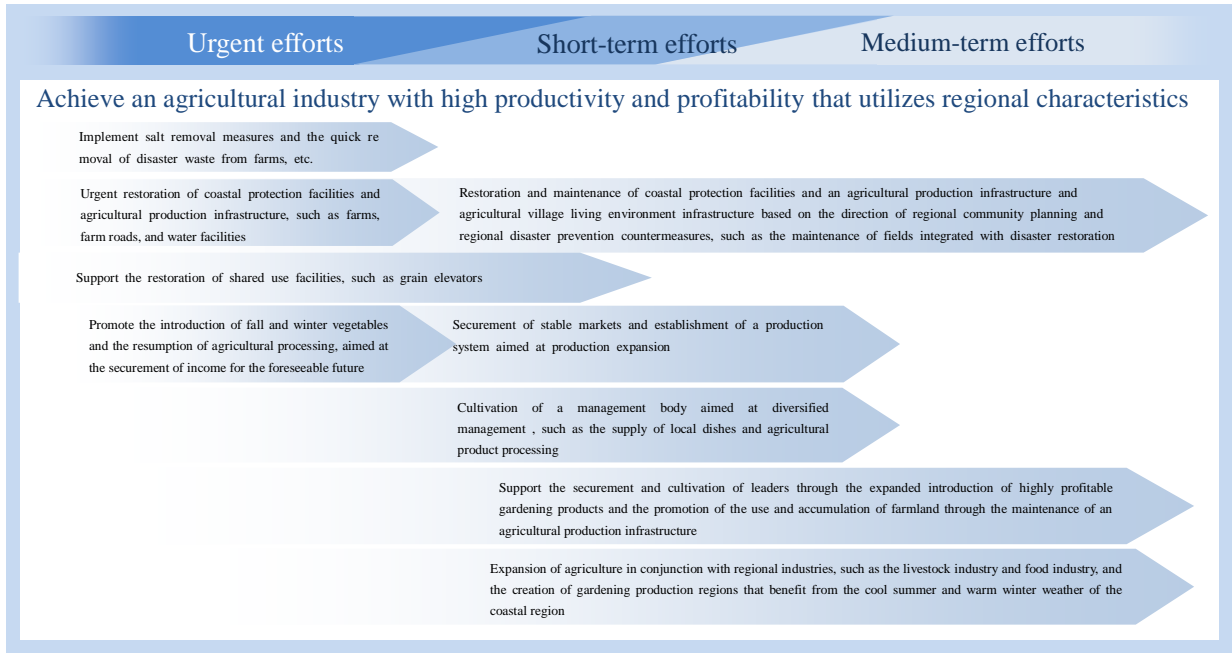 Urgent efforts
Short-term efforts
Medium-term efforts
Achieve an agricultural industry with high productivity and profitability that utilizes regional characteristics
Implement salt removal measures and the quick re
moval of disaster waste from farms, etc.
Urgent restoration of coastal protection facilities and
agricultural production infrastructure, such as farms,
farm roads, and water facilities
Restoration and maintenance of coastal protection facilities and an agricultural production infrastructure and
agricultural village living environment infrastructure based on the direction of regional community planning and
regional disaster prevention countermeasures, such as the maintenance of fields integrated with disaster restoration
Support the restoration of shared use facilities, such as grain elevators
Promote the introduction of fall and winter vegetables
and the resumption of agricultural processing, aimed at
the securement of income for the foreseeable future
Securement of stable markets and establishment of a production
system aimed at production expansion
Cultivation of a management body aimed at diversified
management , such as the supply of local dishes and agricultural
product processing
Support the securement and cultivation of leaders through the expanded introduction of highly profitable
gardening products and the promotion of the use and accumulation of farmland through the maintenance of an
agricultural production infrastructure
Expansion of agriculture in conjunction with regional industries, such as the livestock industry and food industry, and
the creation of gardening production regions that benefit from the cool summer and warm winter weather of the
coastal region